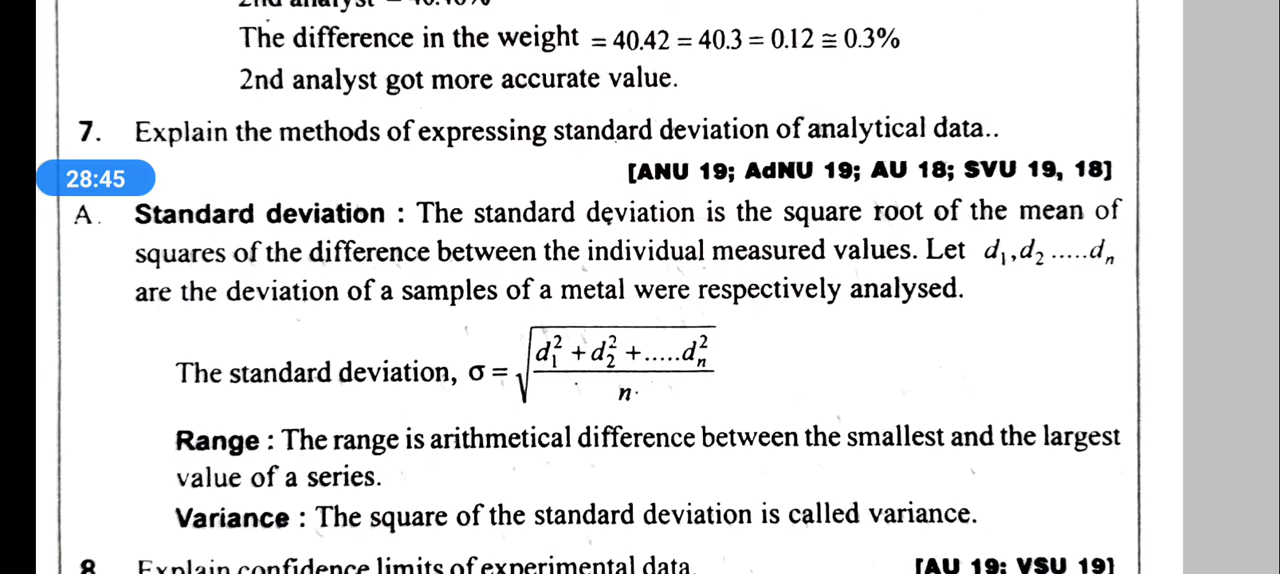 2nd analyst = 40.46%
The difference in the weight = 40.42 = 40.3 = 0.12 ≅ 0.3%
2nd analyst got more accurate value.
7. Explain the methods of expressing standard deviation of analytical data..
[ANU 19; AdNU 19; AU 18; SVU 19, 18]
28:45
A. Standard deviation : The standard deviation is the square root of the mean of
squares of the difference between the individual measured values. Let d₁,d₂ .....dₙ
are the deviation of a samples of a metal were respectively analysed.
The standard deviation, σ = √((d₁² + d₂² + .....dₙ²) / n)
Range : The range is arithmetical difference between the smallest and the largest
value of a series.
Variance : The square of the standard deviation is called variance.
8. Explain confidence limits of experimental data. [AU 19; VSU 19]